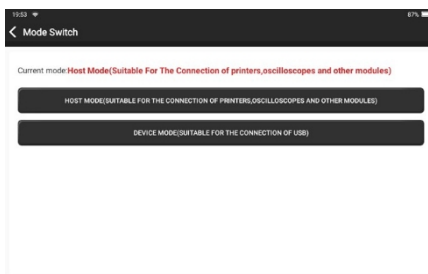 19:53
87%
Mode Switch
Current mode:Host Mode(Suitable For The Connection of printers,oscilloscopes and other modules)
HOST MODE(SUITABLE FOR THE CONNECTION OF PRINTERS,OSCILLOSCOPES AND OTHER MODULES)
DEVICE MODE(SUITABLE FOR THE CONNECTION OF USB)